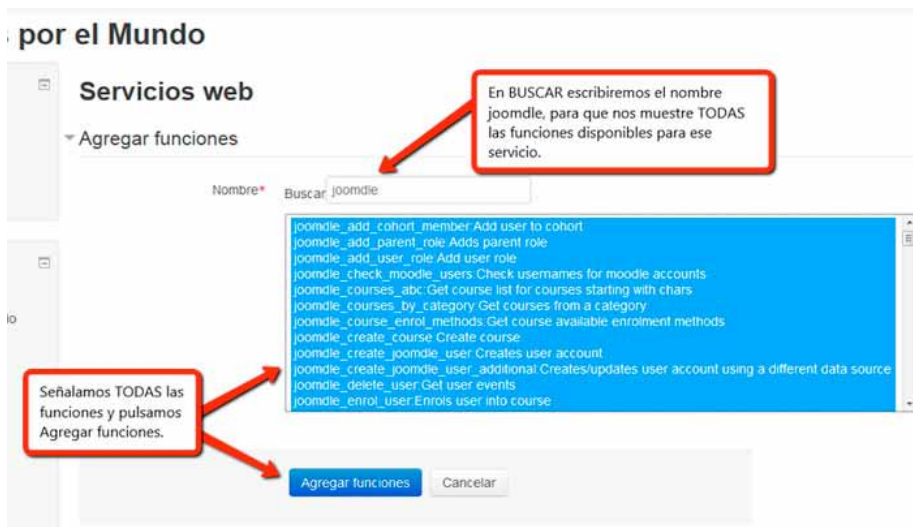 por el Mundo
Servicios web
En BUSCAR escribiremos el nombre
joomdle, para que nos muestre TODAS
las funciones disponibles para ese
servicio.
Agregar funciones
Nombre*
Buscar joomdle
joomdle_add_cohort_member:Add user to cohort
joomdle_add_parent_role:Adds parent role
joomdle_add_user_role:Add user role
joomdle_check_moodle_users:Check usernames for moodle accounts
joomdle_courses_abc:Get course list for courses starting with chars
joomdle_courses_by_category:Get courses from a category
joomdle_course_enrol_methods:Get course available enrolment methods
joomdle_create_course:Create course
joomdle_create_joomdle_user:Creates user account
joomdle_create_joomdle_user_additional:Creates/updates user account using a different data source
joomdle_delete_user:Get user events
joomdle_enrol_user:Enrols user into course
Señalamos TODAS las
funciones y pulsamos
Agregar funciones.
Agregar funciones
Cancelar